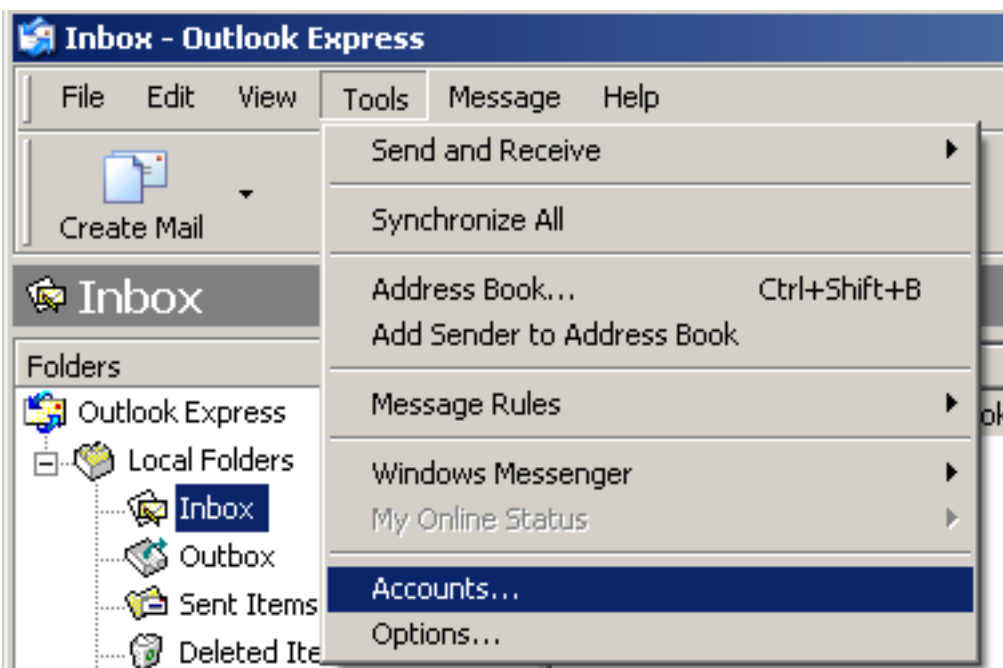 Inbox - Outlook Express
File Edit View Tools Message Help
Create Mail
Send and Receive
Synchronize All
Address Book... Ctrl+Shift+B
Add Sender to Address Book
Message Rules
Windows Messenger
My Online Status
Accounts...
Options...
Inbox
Folders
Outlook Express
Local Folders
Inbox
Outbox
Sent Items
Deleted Ite